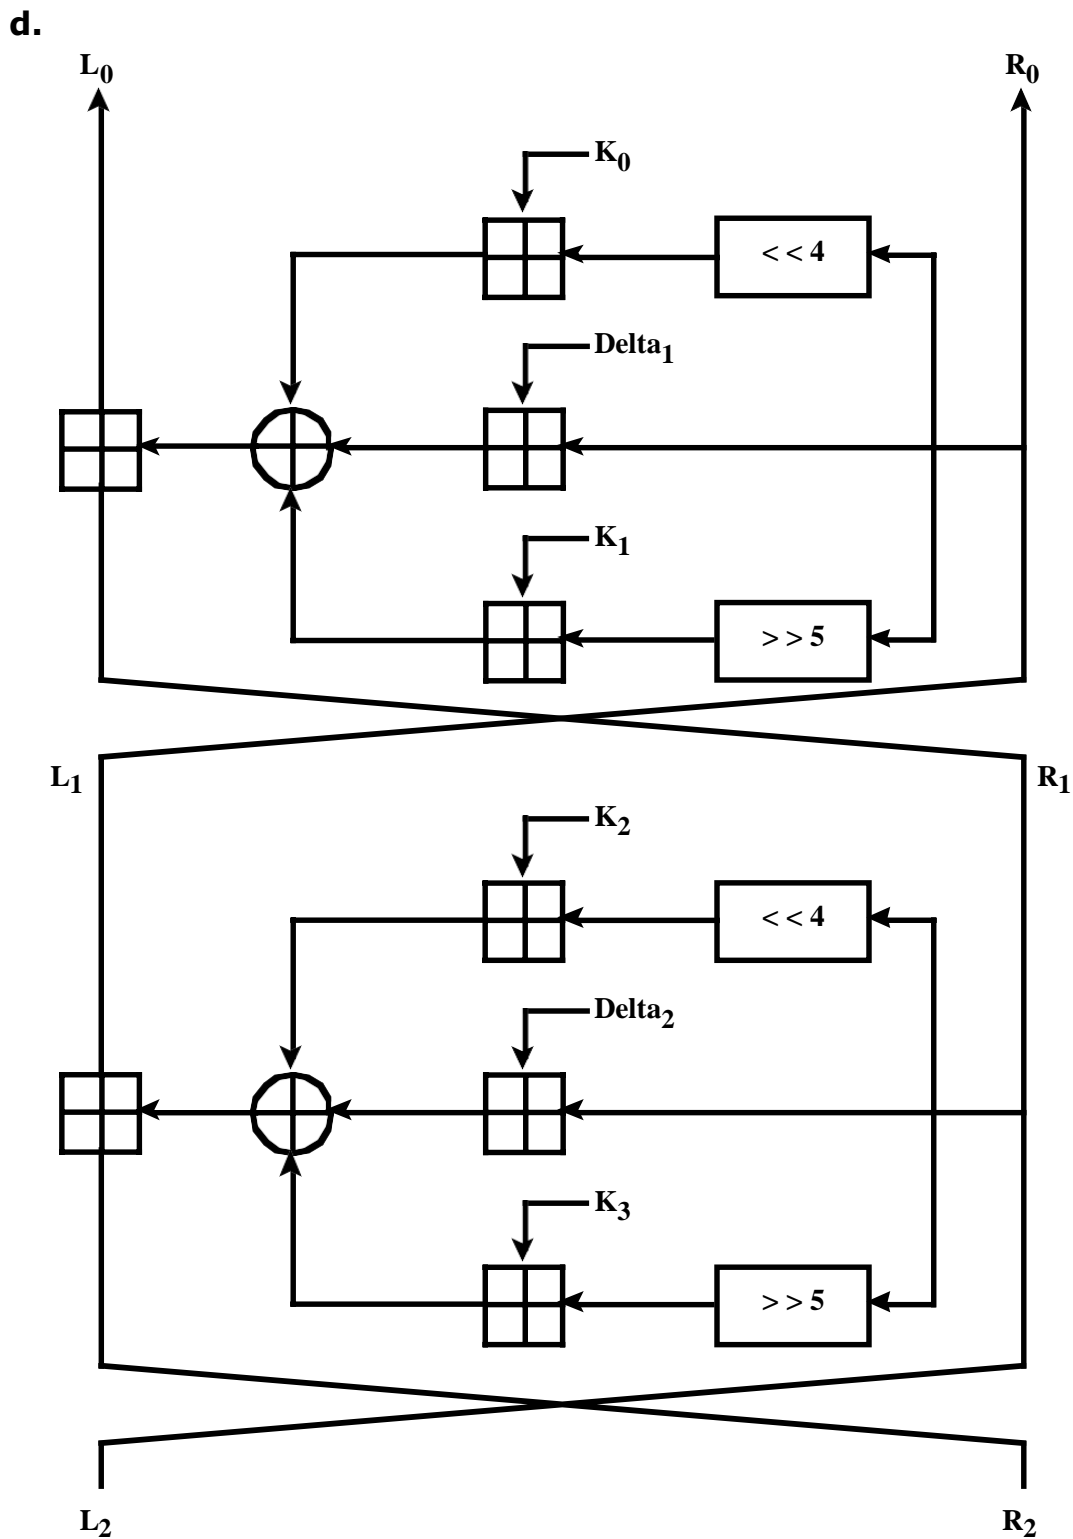 d.
L0 R0
K0
< < 4
Delta1
K1
> > 5
L1 R1
K2
< < 4
Delta2
K3
> > 5
L2 R2